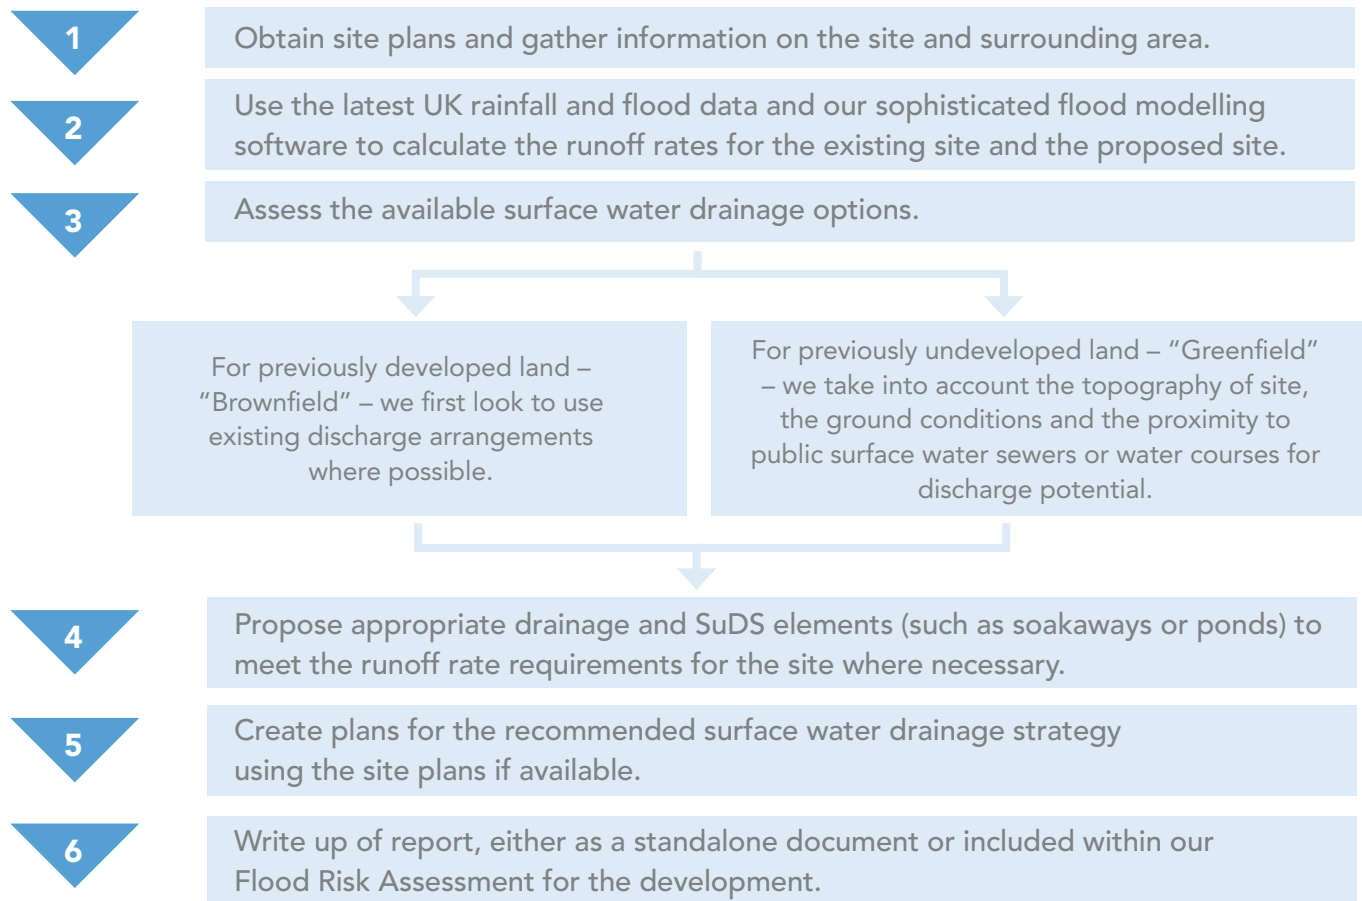 1
Obtain site plans and gather information on the site and surrounding area.
2
Use the latest UK rainfall and flood data and our sophisticated flood modelling
software to calculate the runoff rates for the existing site and the proposed site.
3
Assess the available surface water drainage options.
For previously developed land –
“Brownfield” – we first look to use
existing discharge arrangements
where possible.
For previously undeveloped land – “Greenfield”
– we take into account the topography of site,
the ground conditions and the proximity to
public surface water sewers or water courses for
discharge potential.
4
Propose appropriate drainage and SuDS elements (such as soakaways or ponds) to
meet the runoff rate requirements for the site where necessary.
5
Create plans for the recommended surface water drainage strategy
using the site plans if available.
6
Write up of report, either as a standalone document or included within our
Flood Risk Assessment for the development.